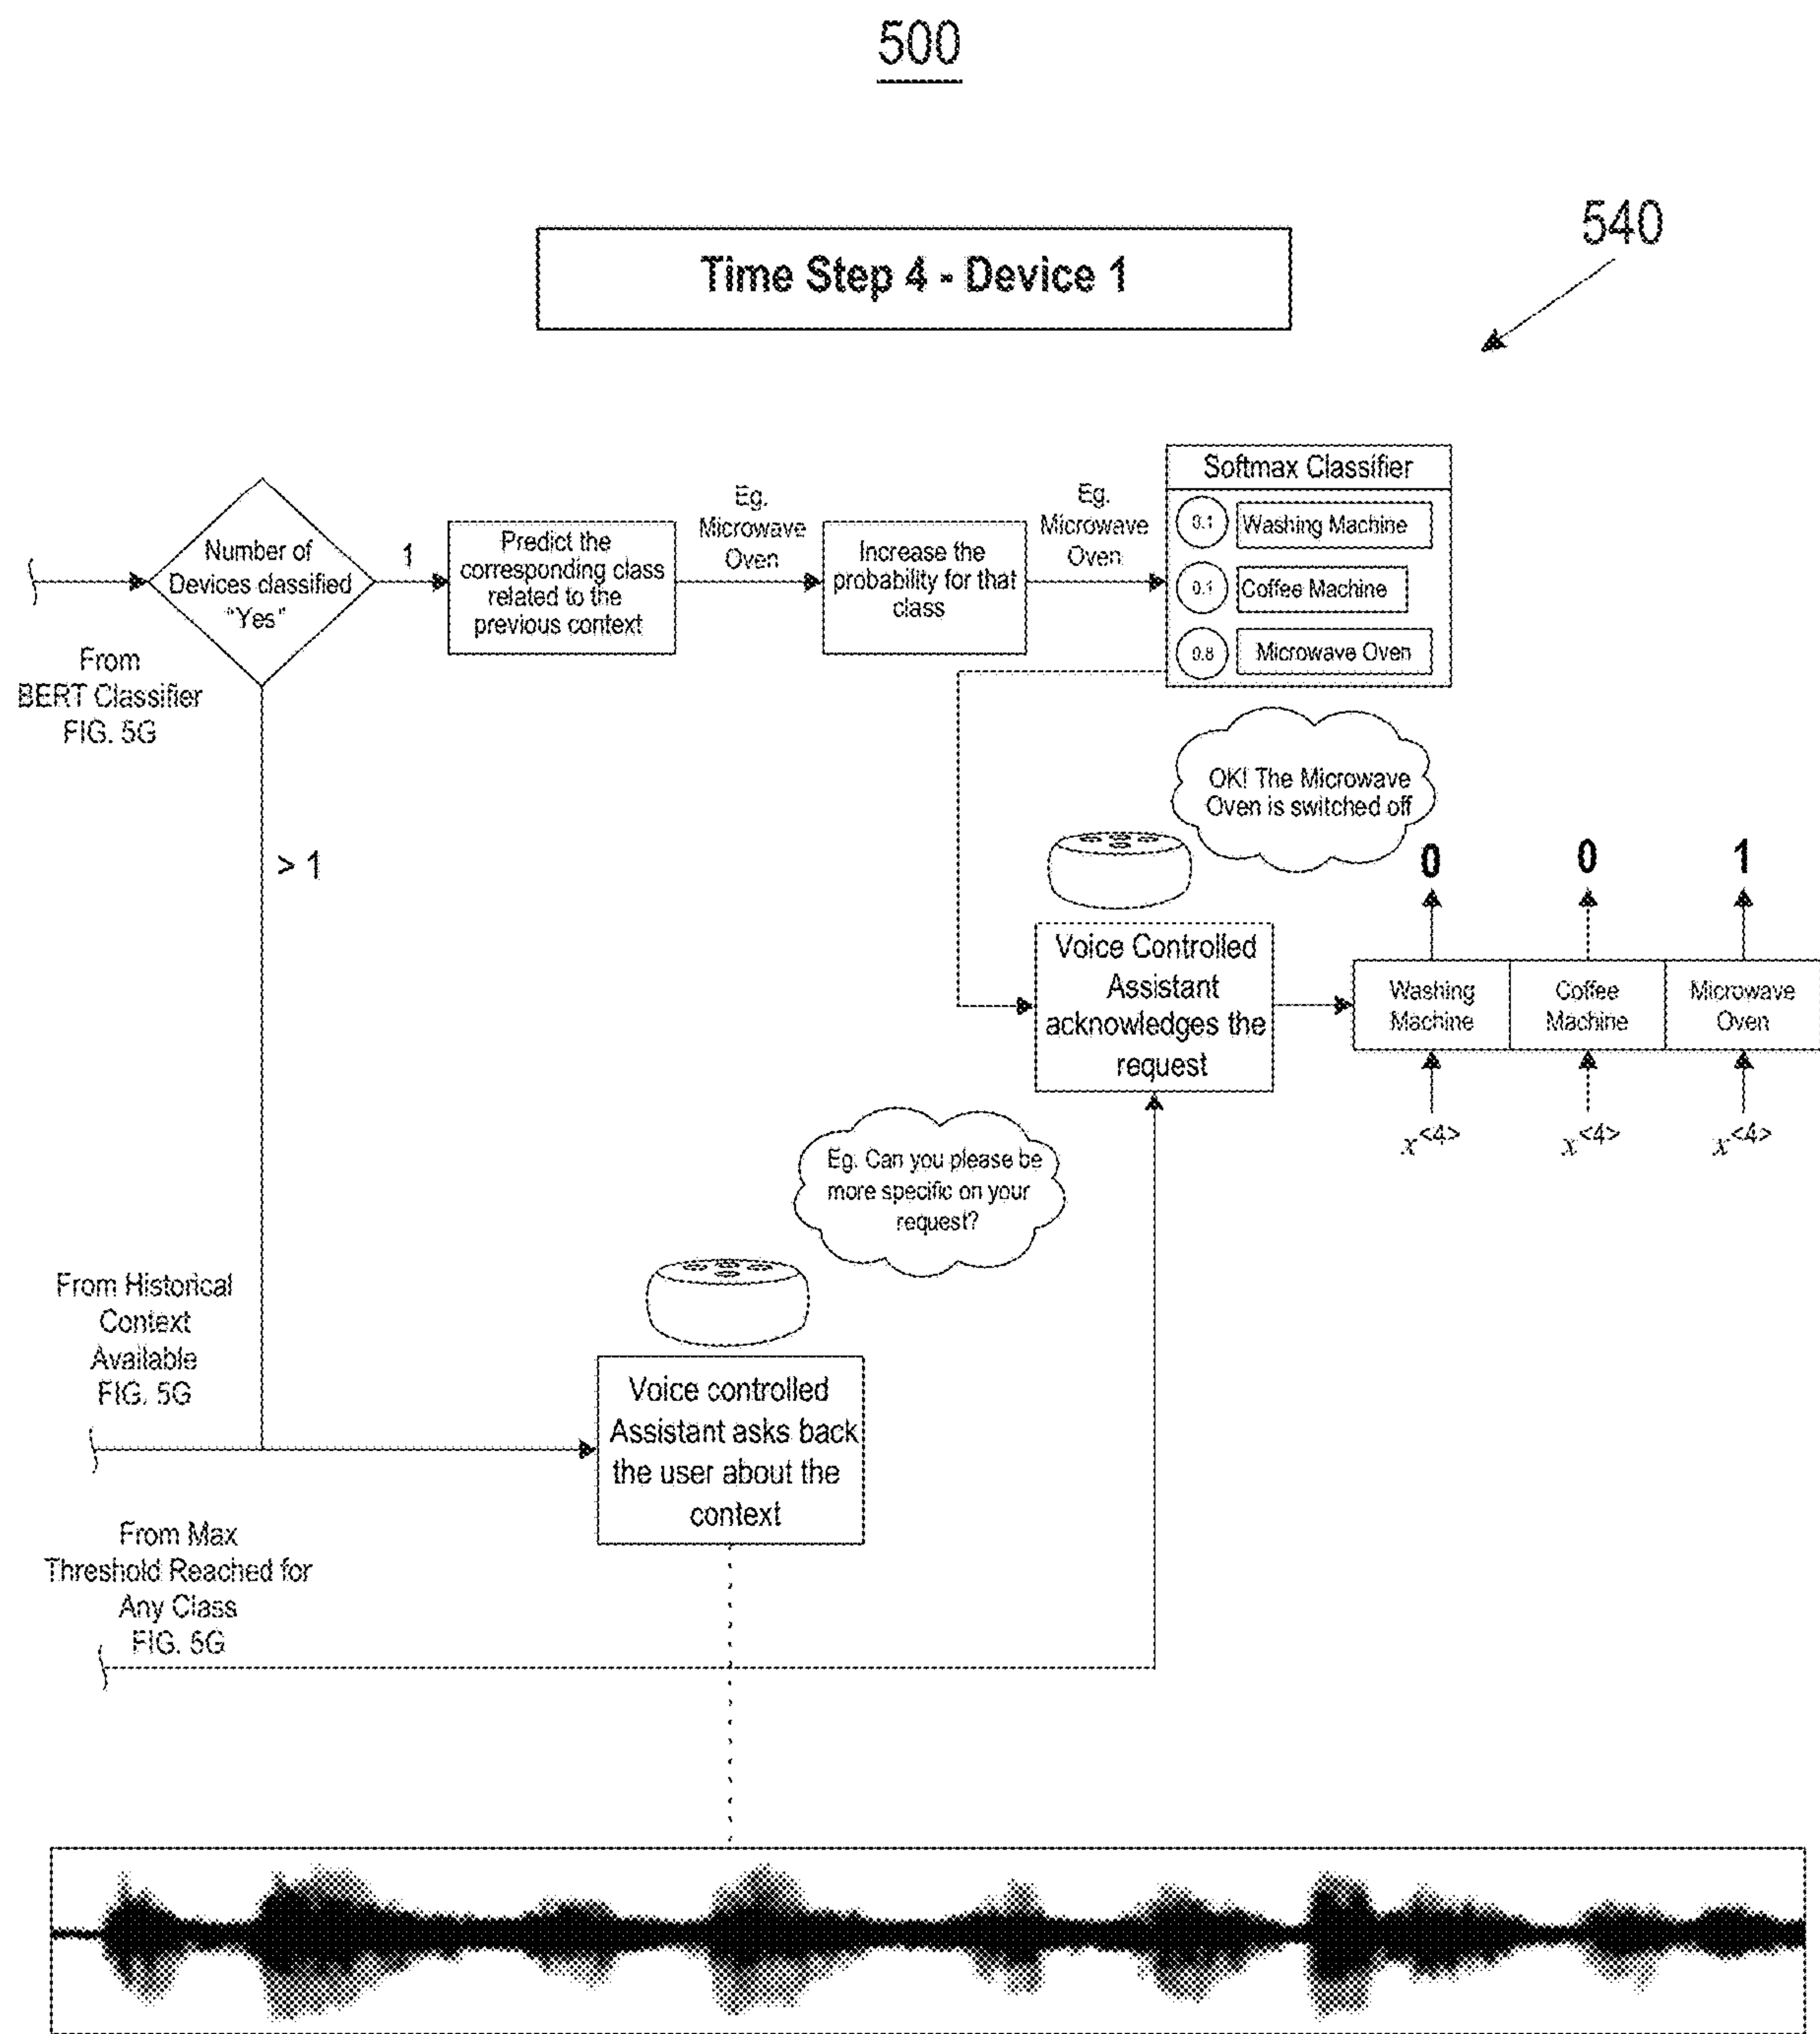 500
Time Step 4 - Device 1
540
Number of
Devices classified
"Yes"
1
Predict the
corresponding class
related to the
previous context
Eg.
Microwave
Oven
Increase the
probability for that
class
Eg.
Microwave
Oven
Softmax Classifier
0.1
Washing Machine
0.1
Coffee Machine
0.8
Microwave Oven
From
BERT Classifier
FIG. 5G
> 1
OK! The Microwave
Oven is switched off
Voice Controlled
Assistant
acknowledges the
request
0
0
1
Washing
Machine
Coffee
Machine
Microwave
Oven
x<4>
x<4>
x<4>
Eg. Can you please be
more specific on your
request?
From Historical
Context
Available
FIG. 5G
Voice controlled
Assistant asks back
the user about the
context
From Max
Threshold Reached for
Any Class
FIG. 5G